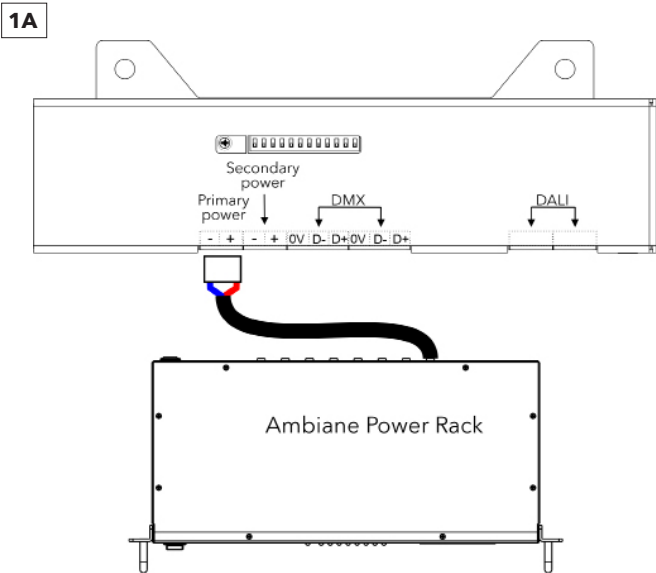 1A
Secondary
power
Primary
power
DMX
DALI
- + - + 0V D- D+ 0V D- D+
Ambiane Power Rack